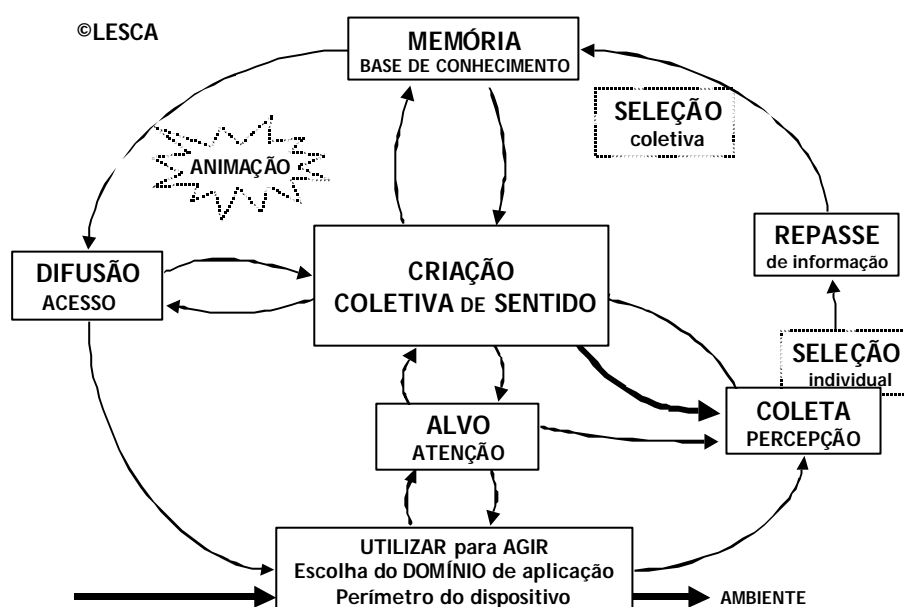 ©LESCA
MEMÓRIA
BASE DE CONHECIMENTO
SELEÇÃO
coletiva
ANIMAÇÃO
REPASSE
de informação
DIFUSÃO
ACESSO
CRIAÇÃO
COLETIVA DE SENTIDO
SELEÇÃO
individual
ALVO
ATENÇÃO
COLETA
PERCEPÇÃO
UTILIZAR para AGIR
Escolha do DOMÍNIO de aplicação
Perímetro do dispositivo
AMBIENTE